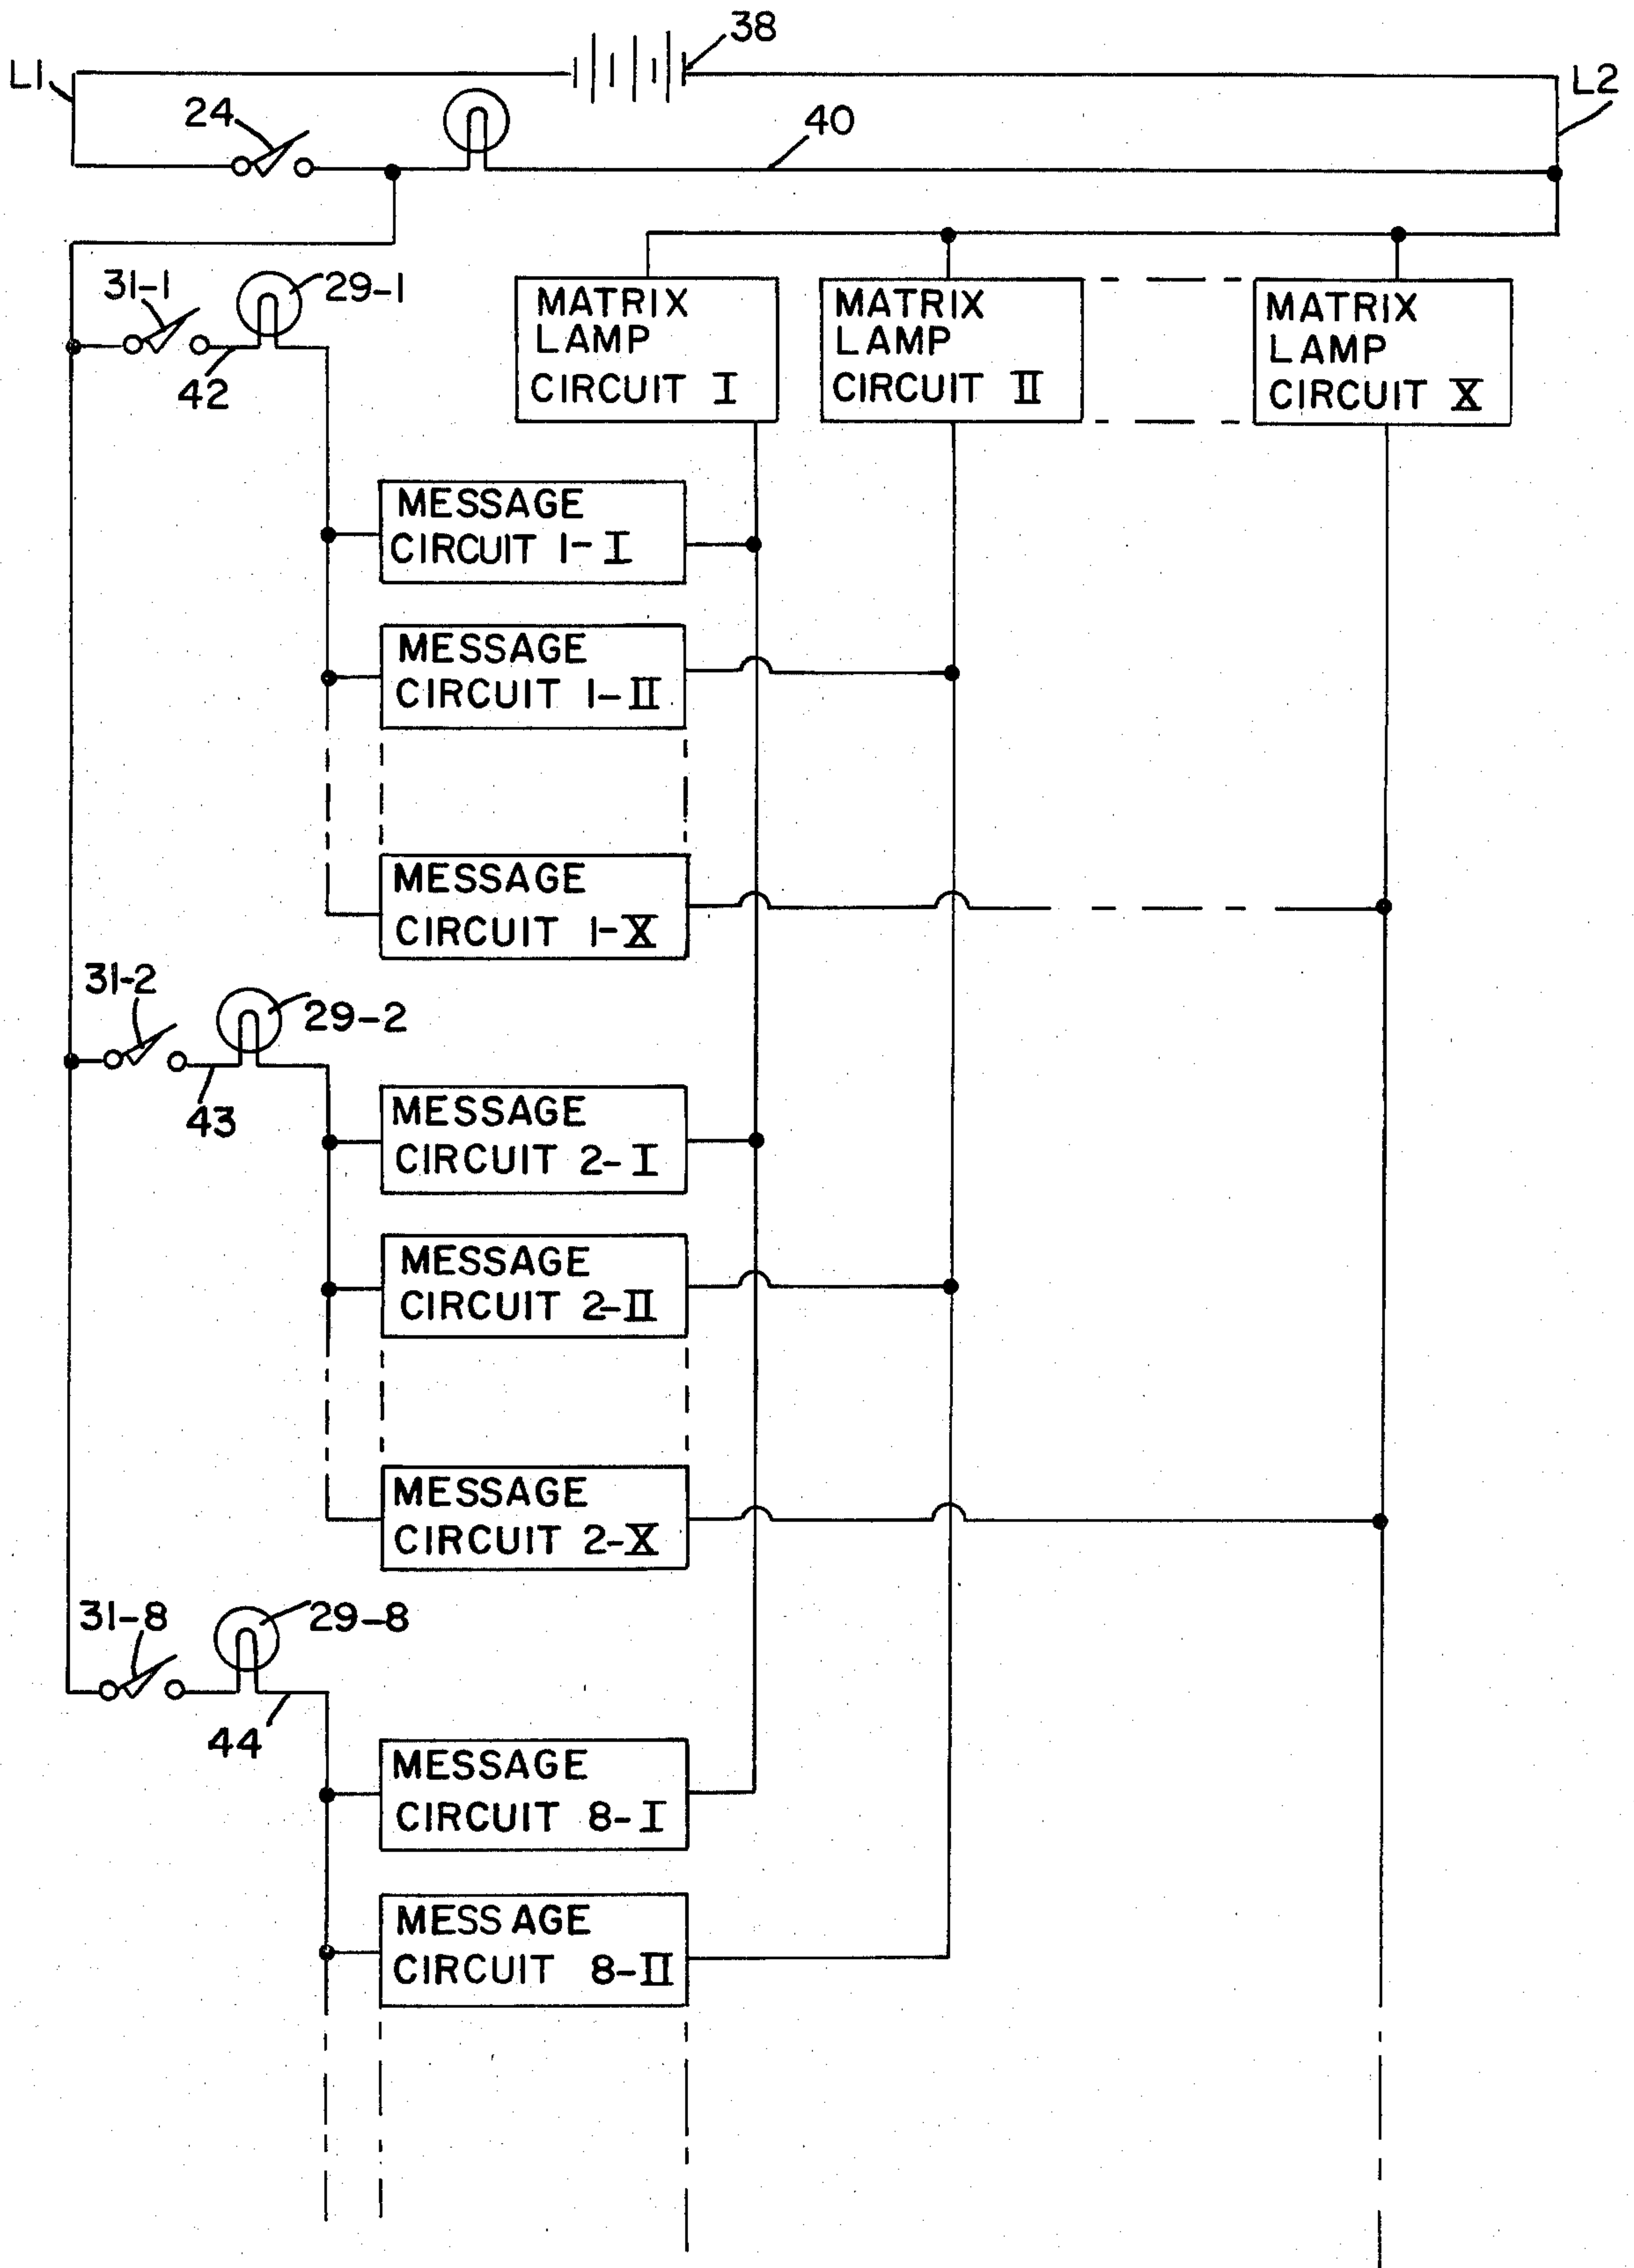 38
L1
L2
24
40
31-1
29-1
42
MATRIX
LAMP
CIRCUIT I
MATRIX
LAMP
CIRCUIT II
MATRIX
LAMP
CIRCUIT X
MESSAGE
CIRCUIT 1-I
MESSAGE
CIRCUIT 1-II
MESSAGE
CIRCUIT 1-X
31-2
29-2
43
MESSAGE
CIRCUIT 2-I
MESSAGE
CIRCUIT 2-II
MESSAGE
CIRCUIT 2-X
31-8
29-8
44
MESSAGE
CIRCUIT 8-I
MESSAGE
CIRCUIT 8-II